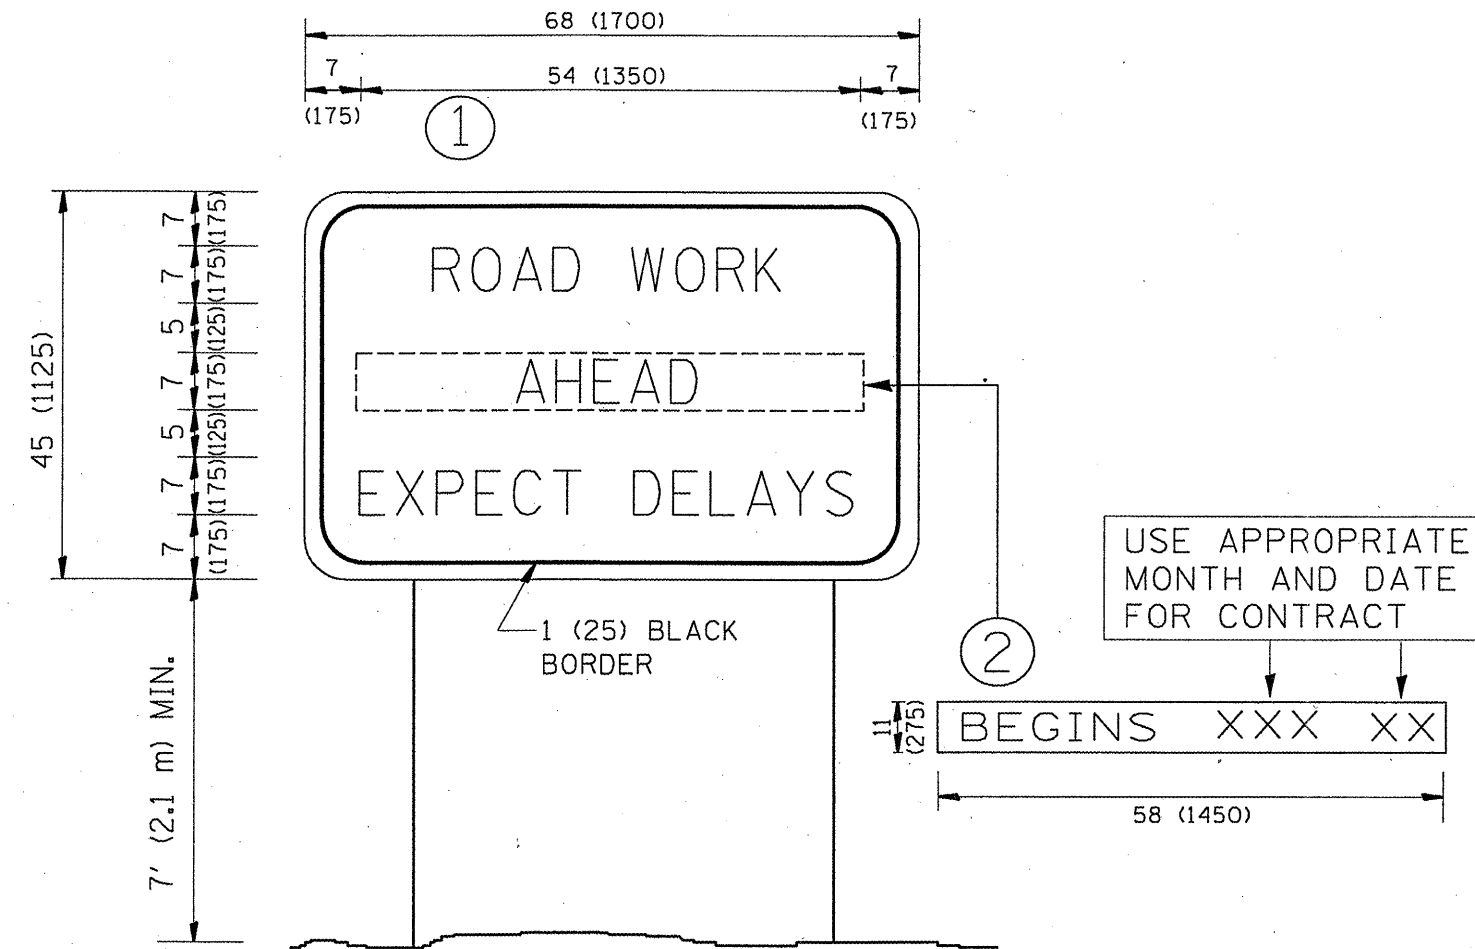 68 (1700)
7
54 (1350)
7
(175)
(175)
1
45 (1125)
7
(175)
7
(175)
5
(125)
7
(175)
5
(125)
7
(175)
7
(175)
ROAD WORK
AHEAD
EXPECT DELAYS
1 (25) BLACK
BORDER
7' (2.1 m) MIN.
2
USE APPROPRIATE
MONTH AND DATE
FOR CONTRACT
11
(275)
BEGINS XXX XX
58 (1450)